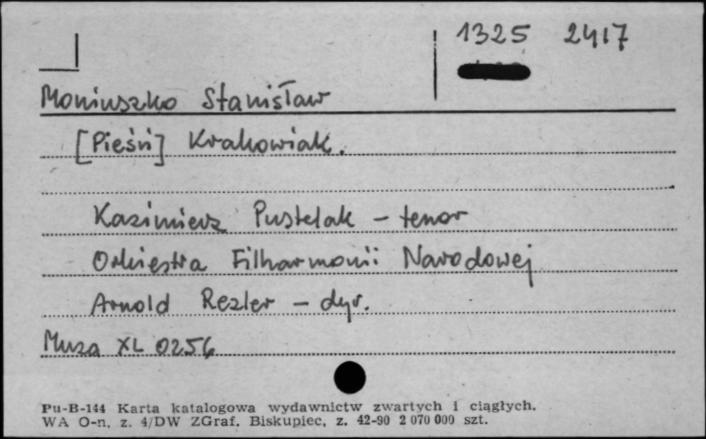 1325 2417
Moniuszko Stanisław
[Pieśń] Krakowiak.
Kazimierz Pustelak – tenor
Orkiestra Filharmonii Narodowej
Arnold Rezler – dyr.
Muza XL 0256
Pu-B-144 Karta katalogowa wydawnictw zwartych i ciągłych.
WA O-n, z. 4/DW ZGraf. Biskupiec, z. 42-90 2 070 000 szt.